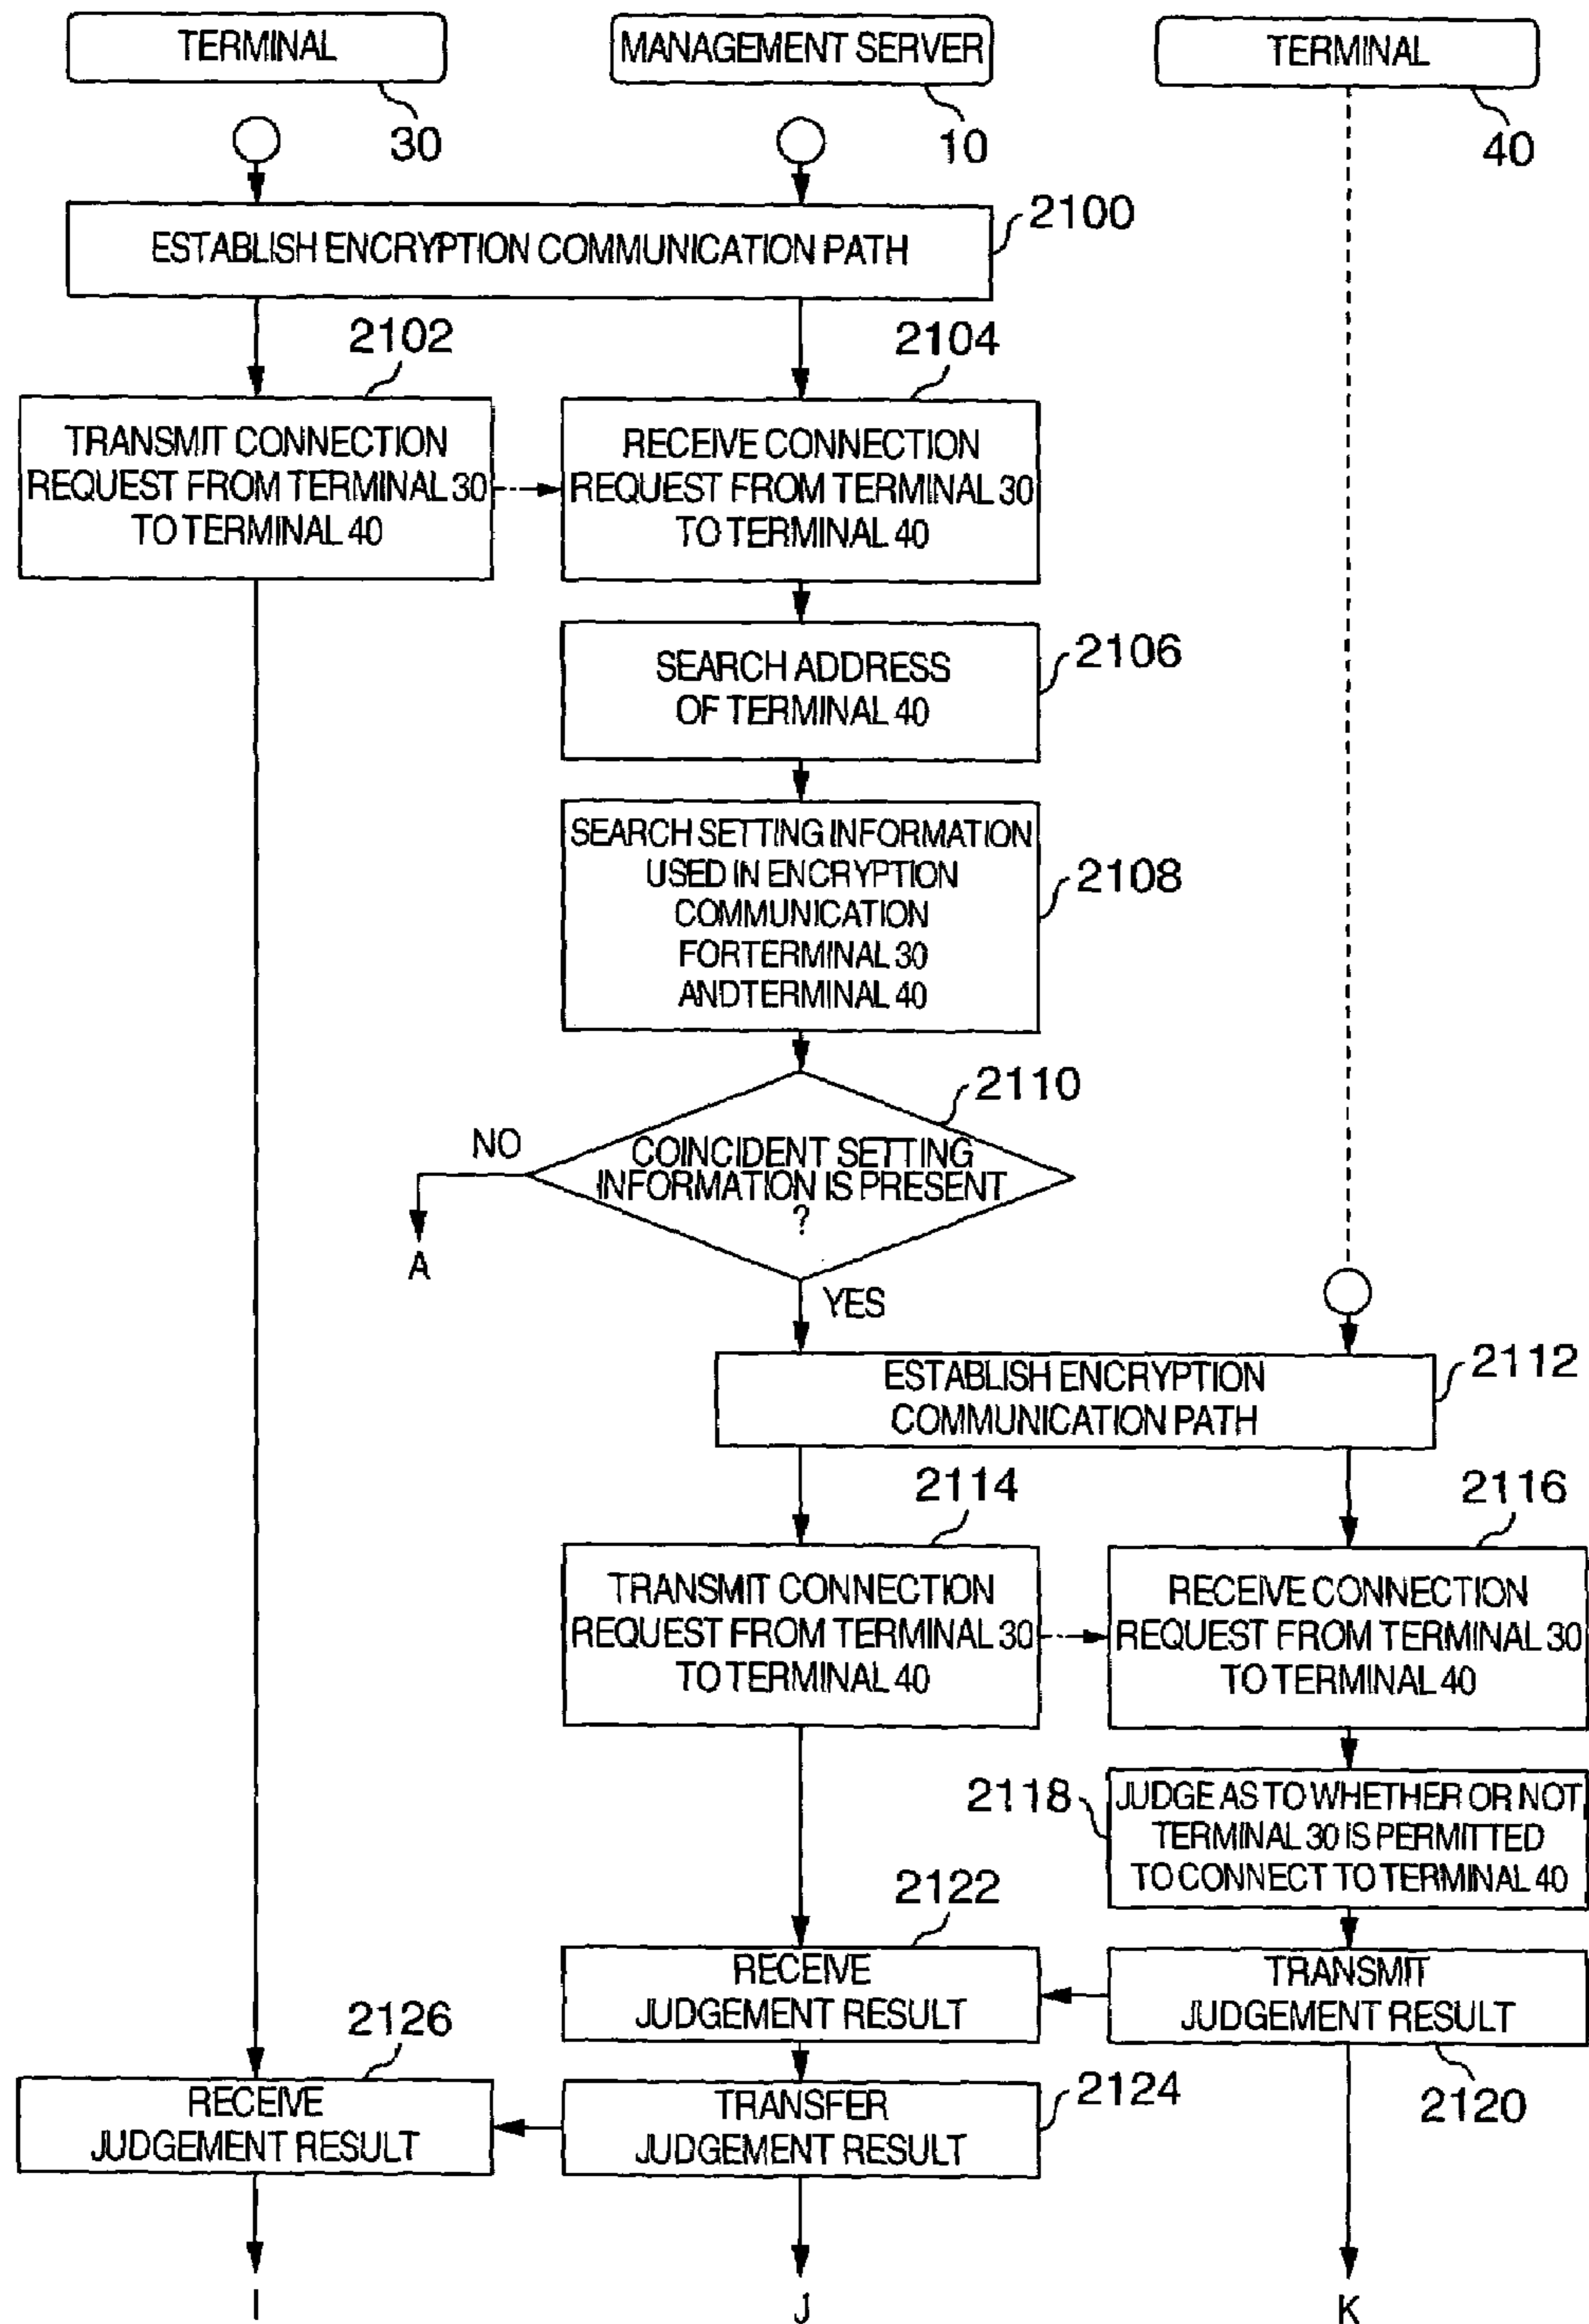 TERMINAL
MANAGEMENT SERVER
TERMINAL
30
10
40
2100
ESTABLISH ENCRYPTION COMMUNICATION PATH
2102
2104
TRANSMIT CONNECTION
REQUEST FROM TERMINAL 30
TO TERMINAL 40
RECEIVE CONNECTION
REQUEST FROM TERMINAL 30
TO TERMINAL 40
2106
SEARCH ADDRESS
OF TERMINAL 40
SEARCH SETTING INFORMATION
USED IN ENCRYPTION
COMMUNICATION
FORTERMINAL 30
ANDTERMINAL 40
2108
2110
NO
COINCIDENT SETTING
INFORMATION IS PRESENT
?
A
YES
2112
ESTABLISH ENCRYPTION
COMMUNICATION PATH
2114
2116
TRANSMIT CONNECTION
REQUEST FROM TERMINAL 30
TO TERMINAL 40
RECEIVE CONNECTION
REQUEST FROM TERMINAL 30
TO TERMINAL 40
2118
JUDGE AS TO WHETHER OR NOT
TERMINAL 30 IS PERMITTED
TO CONNECT TO TERMINAL 40
2122
RECEIVE
JUDGEMENT RESULT
TRANSMIT
JUDGEMENT RESULT
2126
2120
RECEIVE
JUDGEMENT RESULT
TRANSFER
JUDGEMENT RESULT
2124
I
J
K